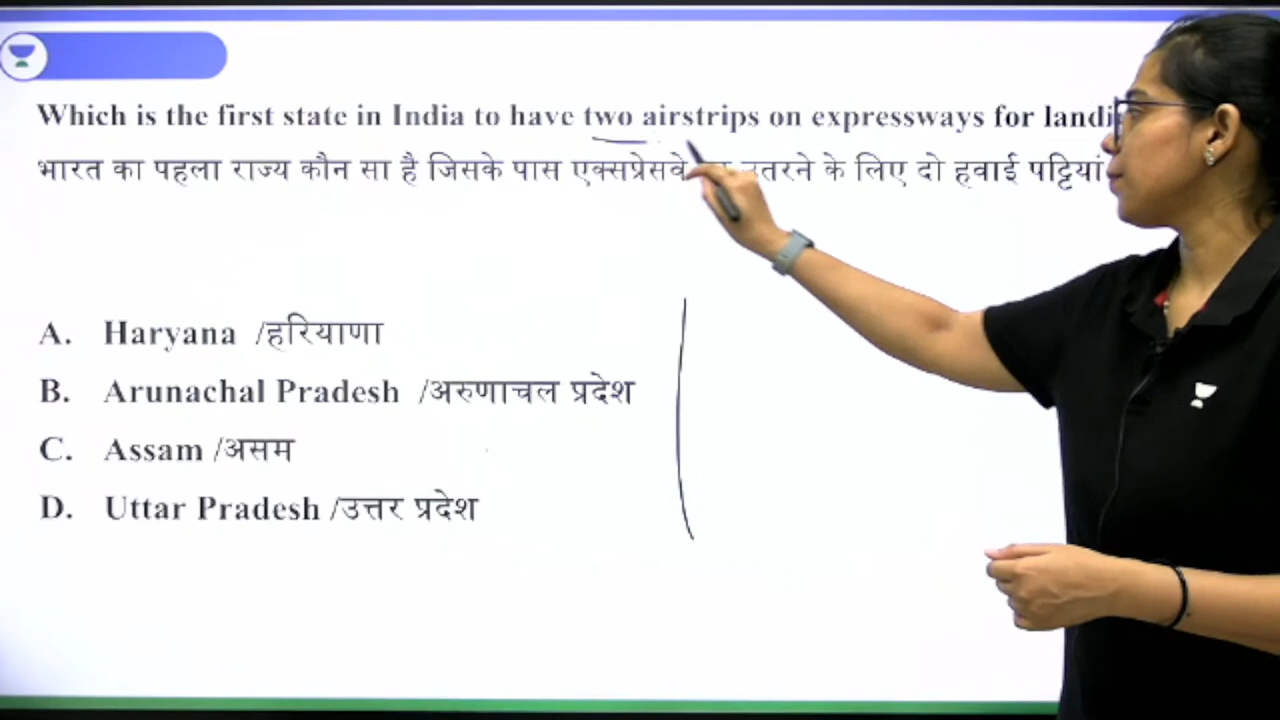 Which is the first state in India to have two airstrips on expressways for
भारत का पहला राज्य कौन सा है जिसके पास एक्सप्रेसवे उतरने के लिए दो हवाई पट्टियां
A. Haryana /हरियाणा
B. Arunachal Pradesh /अरुणाचल प्रदेश
C. Assam /असम
D. Uttar Pradesh /उत्तर प्रदेश